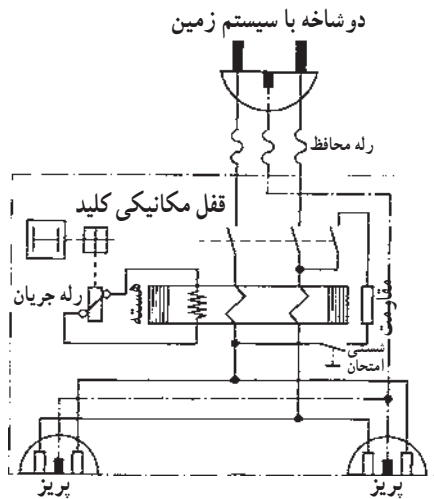 دوشاخه با سیستم زمین
رله محافظ
قفل مکانیکی کلید
رله جریان
هسته
مقاومت
شستی
امتحان
پریز
پریز